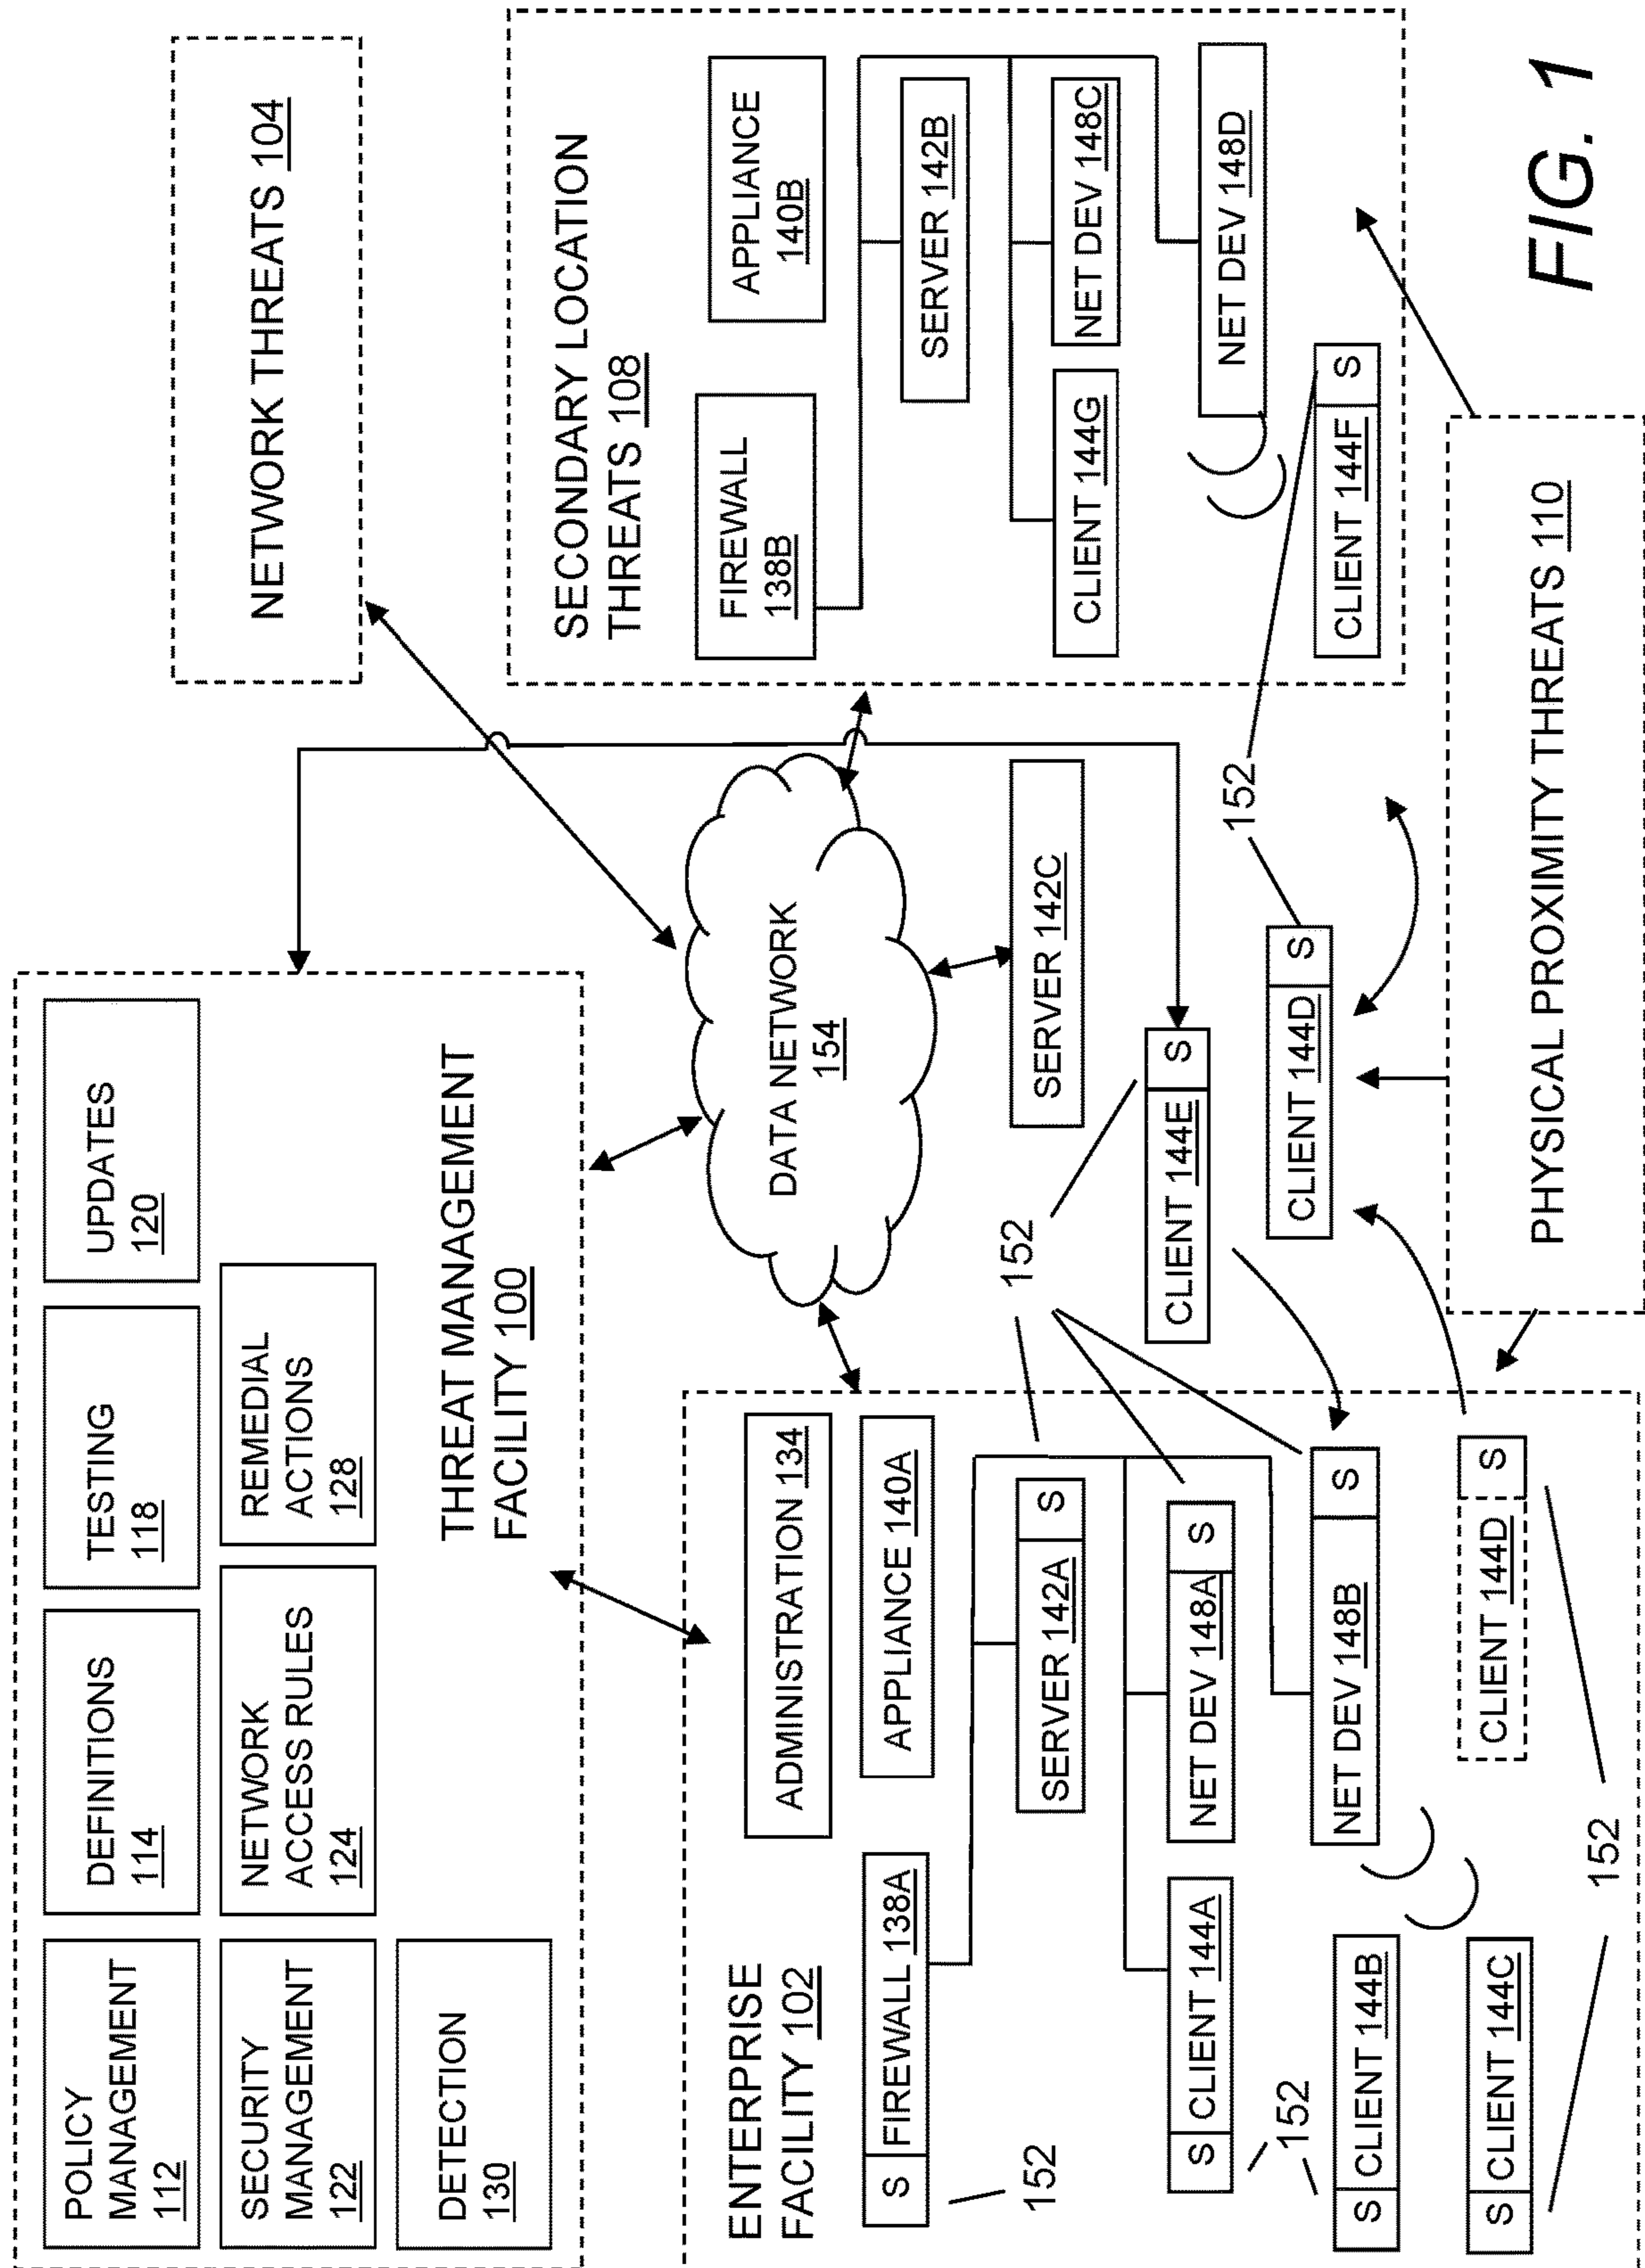 POLICY
MANAGEMENT
112
DEFINITIONS
114
TESTING
118
UPDATES
120
SECURITY
MANAGEMENT
122
NETWORK
ACCESS RULES
124
REMEDIAL
ACTIONS
128
DETECTION
130
THREAT MANAGEMENT
FACILITY 100
NETWORK THREATS 104
ENTERPRISE
FACILITY 102
ADMINISTRATION 134
S FIREWALL 138A
APPLIANCE 140A
152
SERVER 142A S
S CLIENT 144A
NET DEV 148A S
152
S CLIENT 144B
NET DEV 148B S
S CLIENT 144C
CLIENT 144D S
152
DATA NETWORK
154
SERVER 142C
152
CLIENT 144E S
CLIENT 144D S
152
SECONDARY LOCATION
THREATS 108
FIREWALL
138B
APPLIANCE
140B
SERVER 142B
CLIENT 144G
NET DEV 148C
NET DEV 148D
CLIENT 144F S
PHYSICAL PROXIMITY THREATS 110
FIG. 1